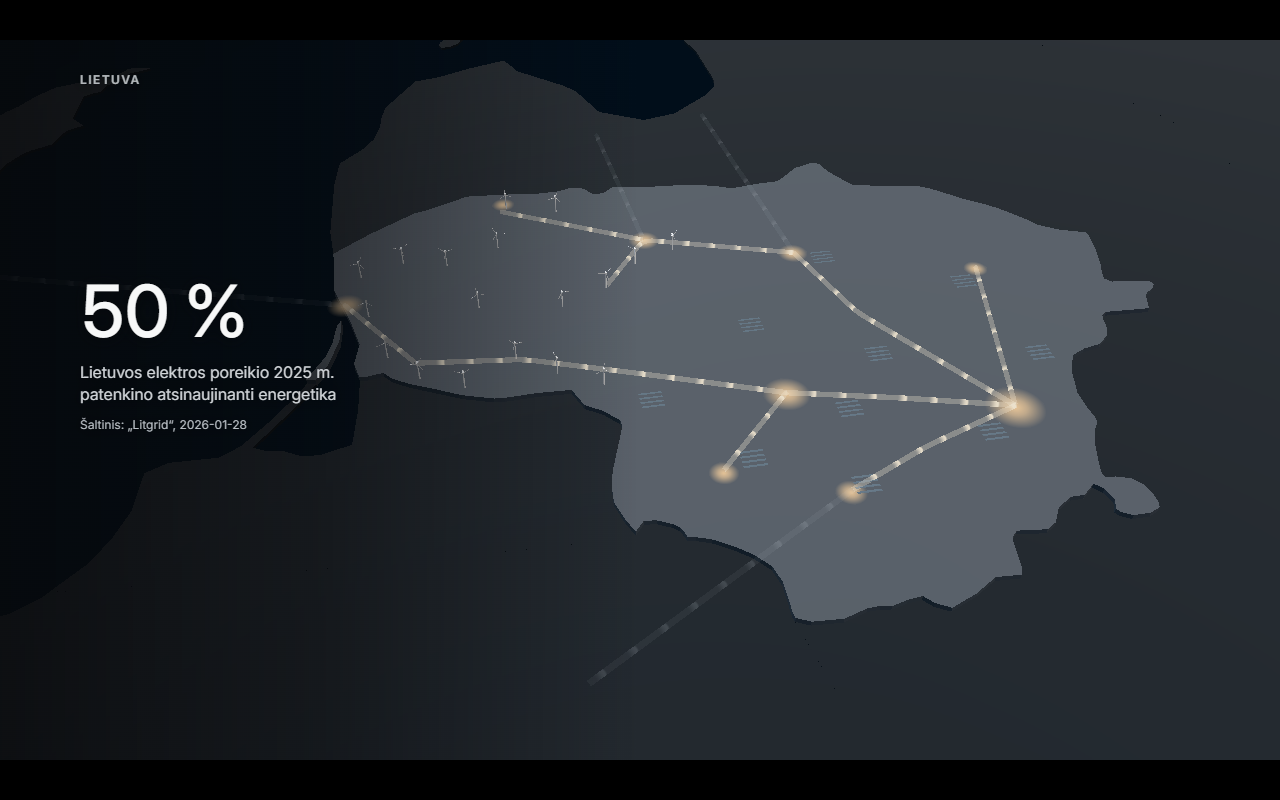 LIETUVA
50 %
Lietuvos elektros poreikio 2025 m.
patenkino atsinaujinanti energetika
Šaltinis: „Litgrid“, 2026-01-28